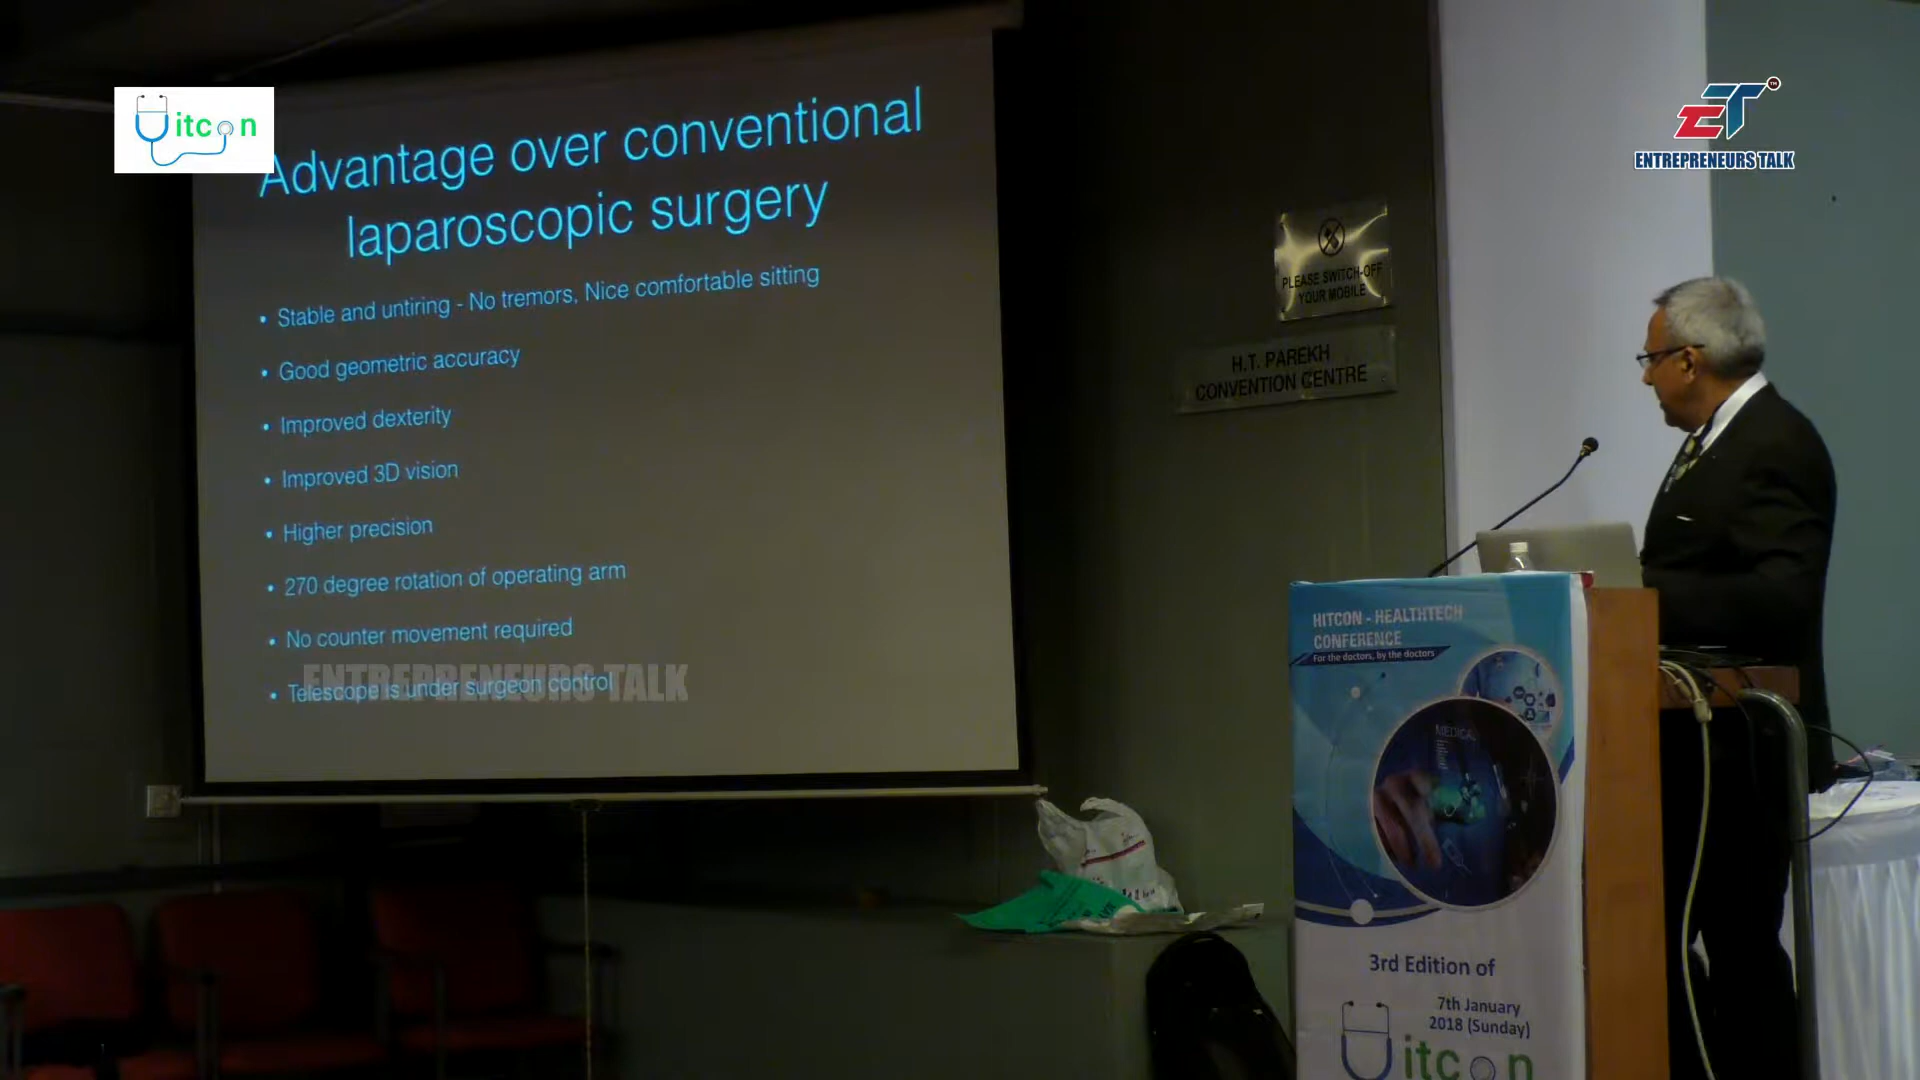 itcon
Advantage over conventional
laparoscopic surgery
• Stable and untiring - No tremors, Nice comfortable sitting
• Good geometric accuracy
• Improved dexterity
• Improved 3D vision
• Higher precision
• 270 degree rotation of operating arm
• No counter movement required
• Telescope is under surgeon control
ENTREPRENEURS TALK
ET TM
ENTREPRENEURS TALK
PLEASE SWITCH-OFF
YOUR MOBILE
H.T. PAREKH
CONVENTION CENTRE
HITCON - HEALTHTECH
CONFERENCE
For the doctors, by the doctors
MEDICAL
3rd Edition of
7th January
2018 (Sunday)
itcon